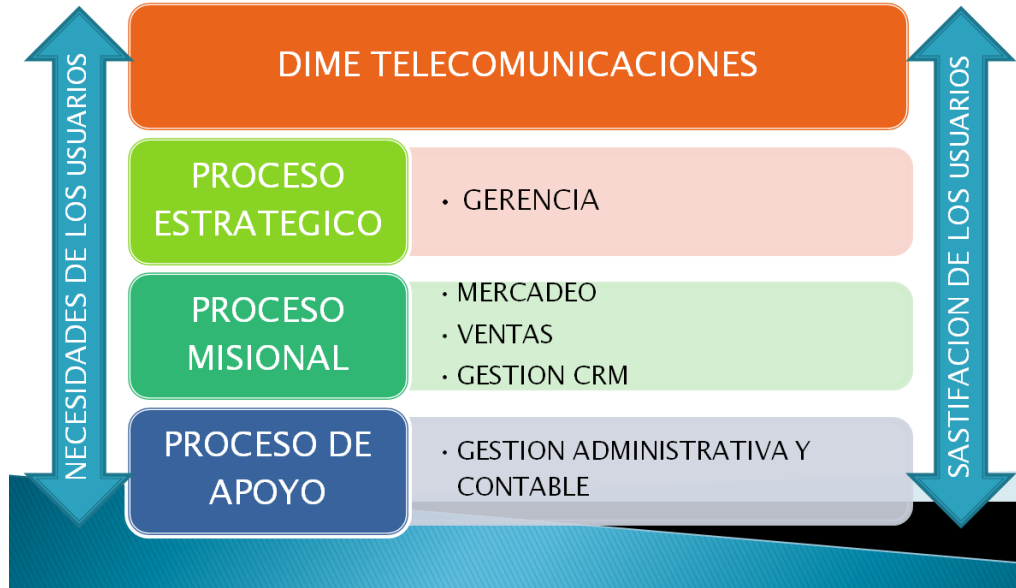 NECESIDADES DE LOS USUARIOS
DIME TELECOMUNICACIONES
PROCESO
ESTRATEGICO
• GERENCIA
PROCESO
MISIONAL
• MERCADEO
• VENTAS
• GESTION CRM
PROCESO DE
APOYO
• GESTION ADMINISTRATIVA Y
CONTABLE
SASTIFACION DE LOS USUARIOS